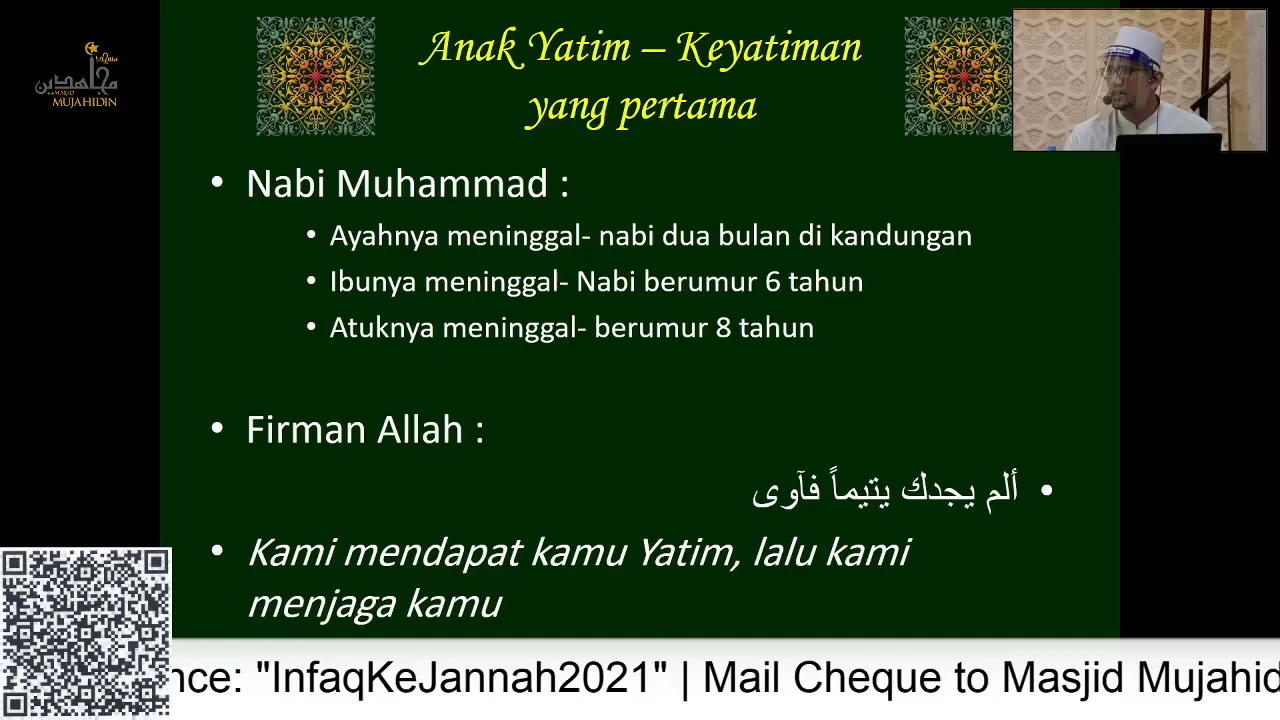 مجاهدين
MASJID
MUJAHIDIN
Anak Yatim – Keyatiman
yang pertama
• Nabi Muhammad :
• Ayahnya meninggal- nabi dua bulan di kandungan
• Ibunya meninggal- Nabi berumur 6 tahun
• Atuknya meninggal- berumur 8 tahun
• Firman Allah :
• ألم يجدك يتيماً فآوى
• Kami mendapat kamu Yatim, lalu kami
menjaga kamu
nce: "InfaqKeJannah2021" | Mail Cheque to Masjid Mujahid